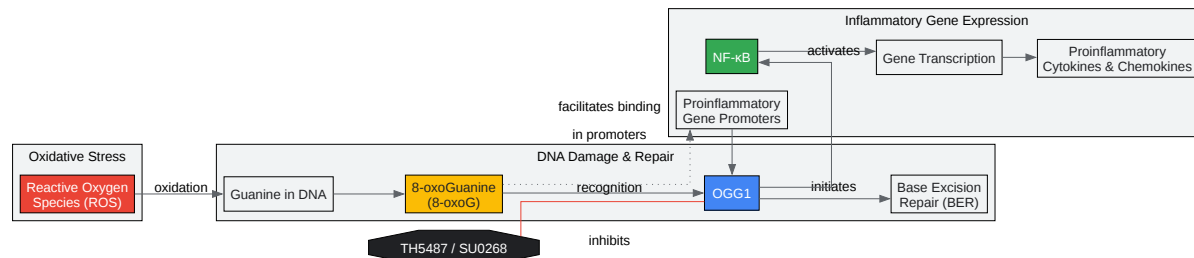 Inflammatory Gene Expression
NF-κB
activates
Gene Transcription
Proinflammatory
Cytokines & Chemokines
facilitates binding
Proinflammatory
Gene Promoters
in promoters
Oxidative Stress
DNA Damage & Repair
Reactive Oxygen
Species (ROS)
oxidation
Guanine in DNA
8-oxoGuanine
(8-oxoG)
recognition
OGG1
initiates
Base Excision
Repair (BER)
TH5487 / SU0268
inhibits